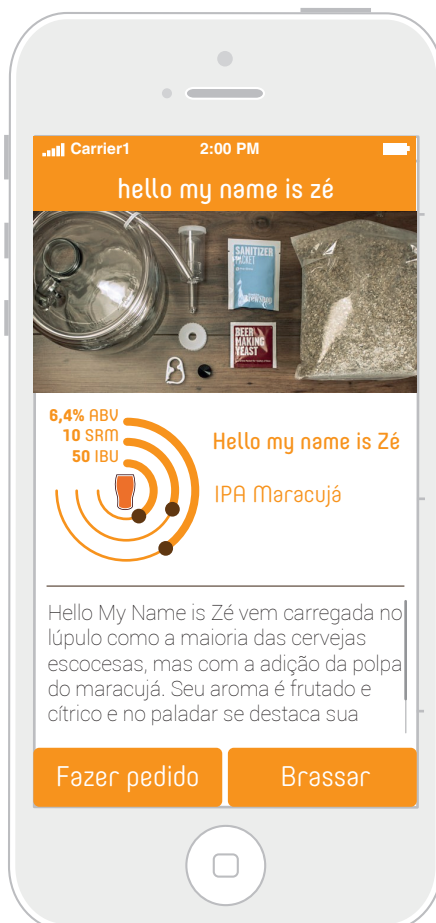 Carrier1 2:00 PM
hello my name is zé
SANITIZER
PACKET
BEER
MAKING
YEAST
6,4% ABV
10 SRM
50 IBU
Hello my name is Zé
IPA Maracujá
Hello My Name is Zé vem carregada no
lúpulo como a maioria das cervejas
escocesas, mas com a adição da polpa
do maracujá. Seu aroma é frutado e
cítrico e no paladar se destaca sua
Fazer pedido Brassar